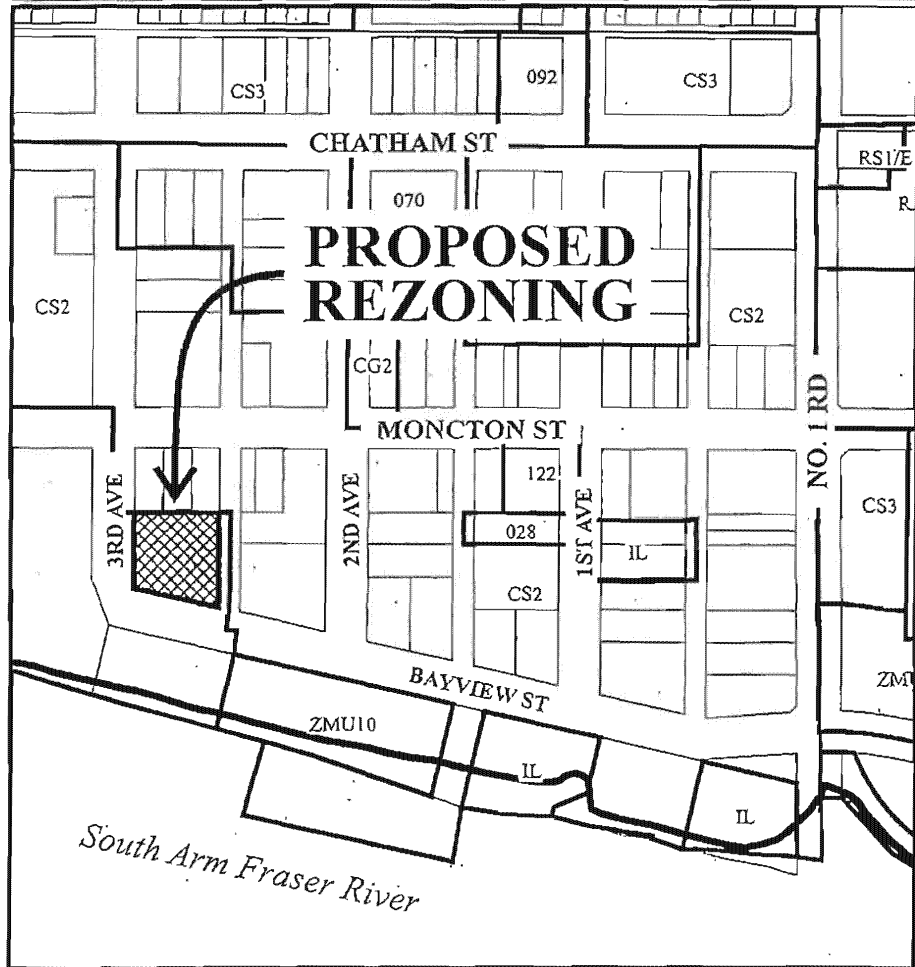 092
CS3
CS3
CHATHAM ST
RS1/E
070
PROPOSED
REZONING
CS2
CS2
CG2
NO. 1 RD
MONCTON ST
122
CS3
3RD AVE
2ND AVE
028
1ST AVE
IL
CS2
BAYVIEW ST
ZMU10
IL
IL
South Arm Fraser River